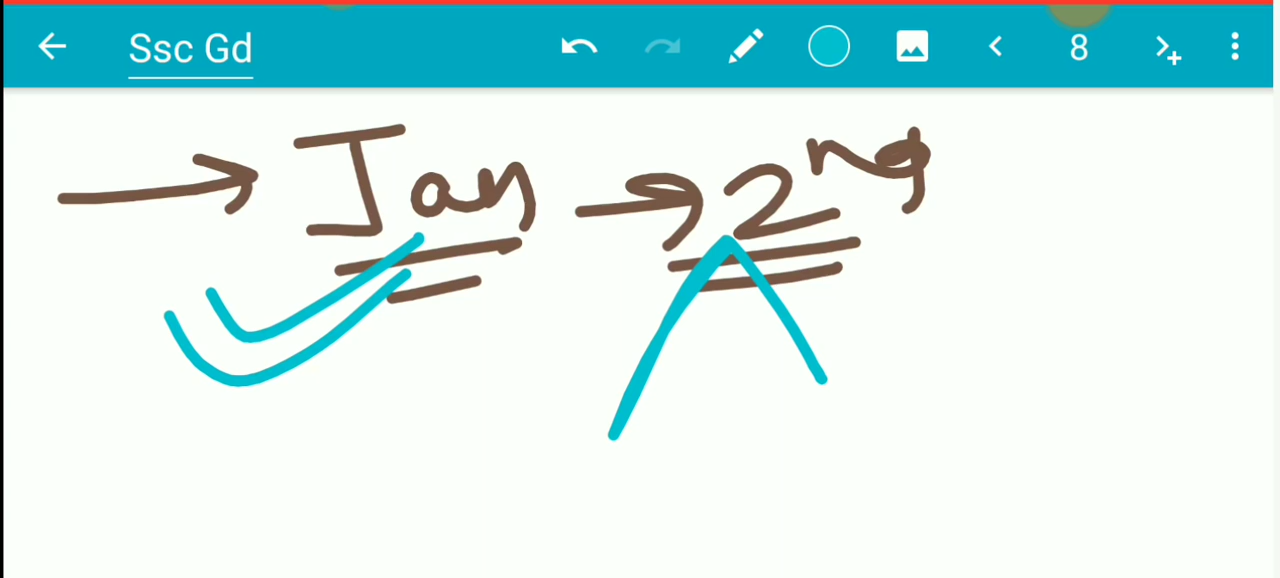 Ssc Gd 8
→ Jan → 2nd